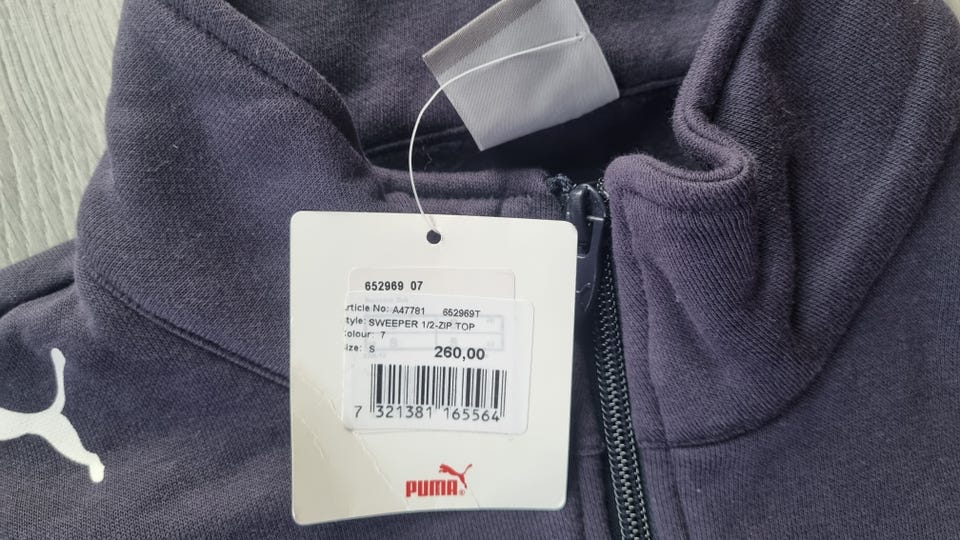 652969 07
rticle No: A47781 652969T
tyle: SWEEPER 1/2-ZIP TOP
olour: 7
ize: S
260,00
7 321381 165564
PUMA®